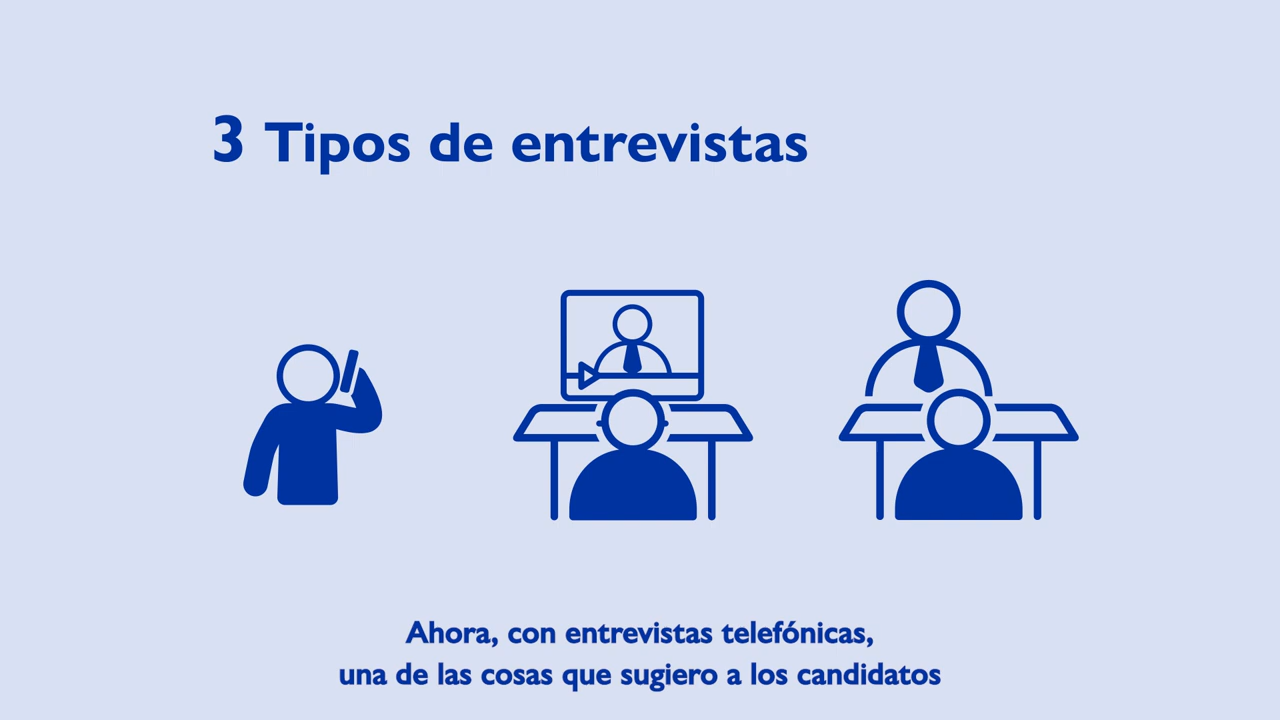 3 Tipos de entrevistas
Ahora, con entrevistas telefónicas,
una de las cosas que sugiero a los candidatos